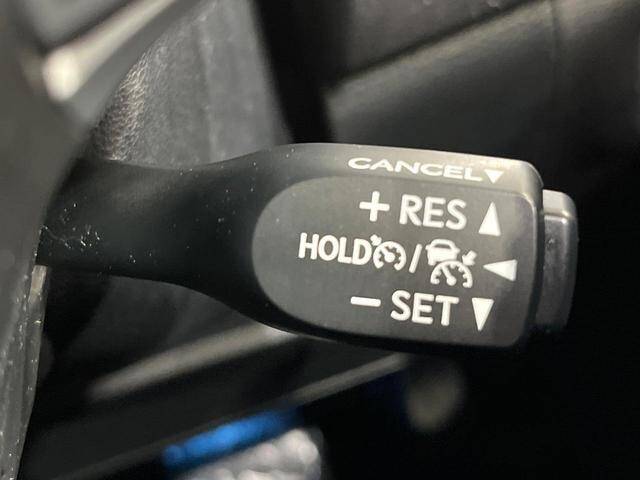 CANCEL▼
+ RES ▲
HOLD / ◀
− SET ▼